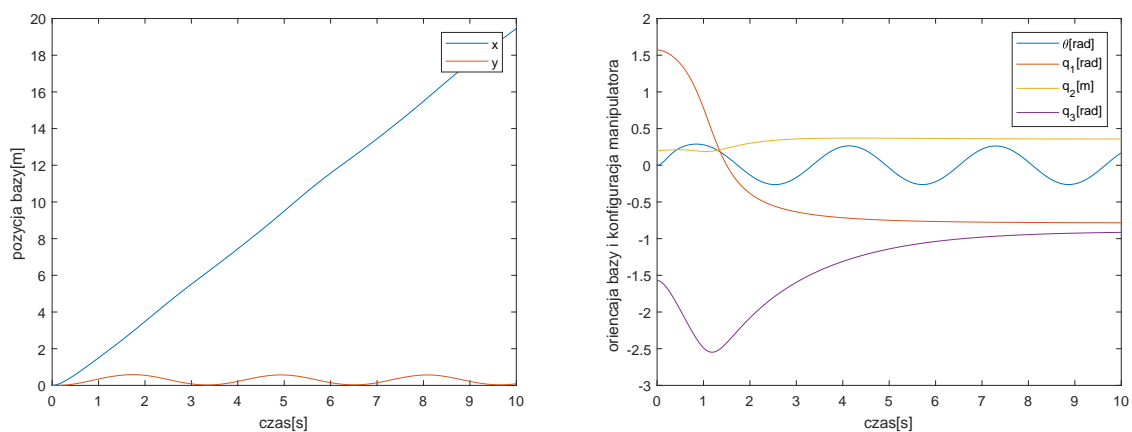 20
18
16
14
12
10
8
6
4
2
0
pozycja bazy[m]
x
y
0 1 2 3 4 5 6 7 8 9 10
czas[s]
2
1.5
1
0.5
0
-0.5
-1
-1.5
-2
-2.5
-3
oriencaja bazy i konfiguracja manipulatora
θ[rad]
q₁[rad]
q₂[m]
q₃[rad]
0 1 2 3 4 5 6 7 8 9 10
czas[s]